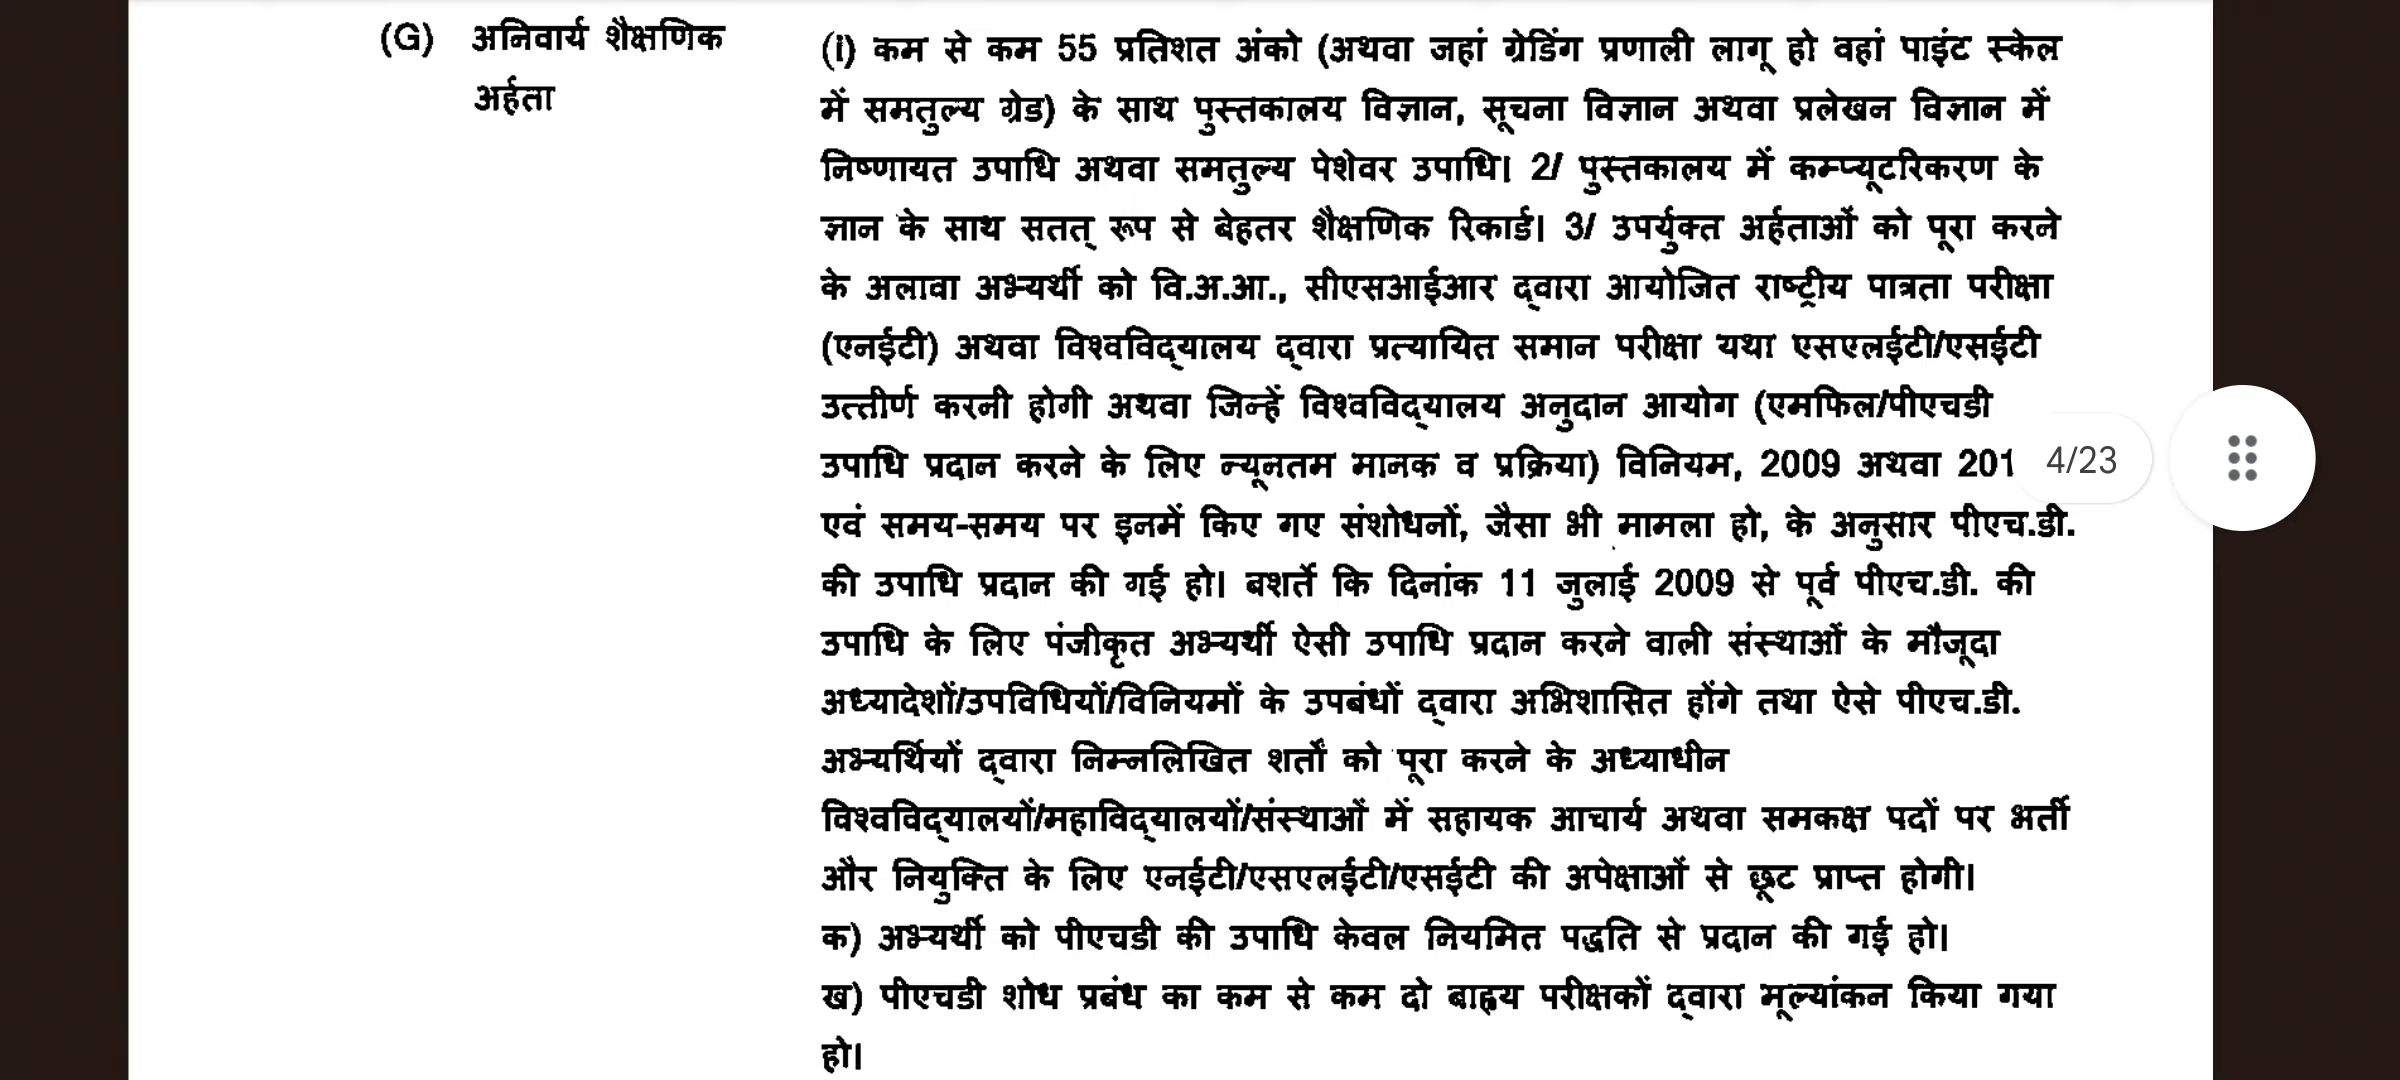 (G) अनिवार्य शैक्षणिक
अर्हता
(i) कम से कम 55 प्रतिशत अंको (अथवा जहां ग्रेडिंग प्रणाली लागू हो वहां पाइंट स्केल
में समतुल्य ग्रेड) के साथ पुस्तकालय विज्ञान, सूचना विज्ञान अथवा प्रलेखन विज्ञान में
निष्णायत उपाधि अथवा समतुल्य पेशेवर उपाधि। 2/ पुस्तकालय में कम्प्यूटरिकरण के
ज्ञान के साथ सतत् रूप से बेहतर शैक्षणिक रिकार्ड। 3/ उपर्युक्त अर्हताओं को पूरा करने
के अलावा अभ्यर्थी को वि.अ.आ., सीएसआईआर द्वारा आयोजित राष्ट्रीय पात्रता परीक्षा
(एनईटी) अथवा विश्वविद्यालय द्वारा प्रत्यायित समान परीक्षा यथा एसएलईटी/एसईटी
उत्तीर्ण करनी होगी अथवा जिन्हें विश्वविद्यालय अनुदान आयोग (एमफिल/पीएचडी
उपाधि प्रदान करने के लिए न्यूनतम मानक व प्रक्रिया) विनियम, 2009 अथवा 201
4/23
एवं समय-समय पर इनमें किए गए संशोधनों, जैसा भी मामला हो, के अनुसार पीएच.डी.
की उपाधि प्रदान की गई हो। बशर्ते कि दिनांक 11 जुलाई 2009 से पूर्व पीएच.डी. की
उपाधि के लिए पंजीकृत अभ्यर्थी ऐसी उपाधि प्रदान करने वाली संस्थाओं के मौजूदा
अध्यादेशों/उपविधियों/विनियमों के उपबंधों द्वारा अभिशासित होंगे तथा ऐसे पीएच.डी.
अभ्यर्थियों द्वारा निम्नलिखित शर्तों को पूरा करने के अध्याधीन
विश्वविद्यालयों/महाविद्यालयों/संस्थाओं में सहायक आचार्य अथवा समकक्ष पदों पर भर्ती
और नियुक्ति के लिए एनईटी/एसएलईटी/एसईटी की अपेक्षाओं से छूट प्राप्त होगी।
क) अभ्यर्थी को पीएचडी की उपाधि केवल नियमित पद्धति से प्रदान की गई हो।
ख) पीएचडी शोध प्रबंध का कम से कम दो बाह्य परीक्षकों द्वारा मूल्यांकन किया गया
हो।